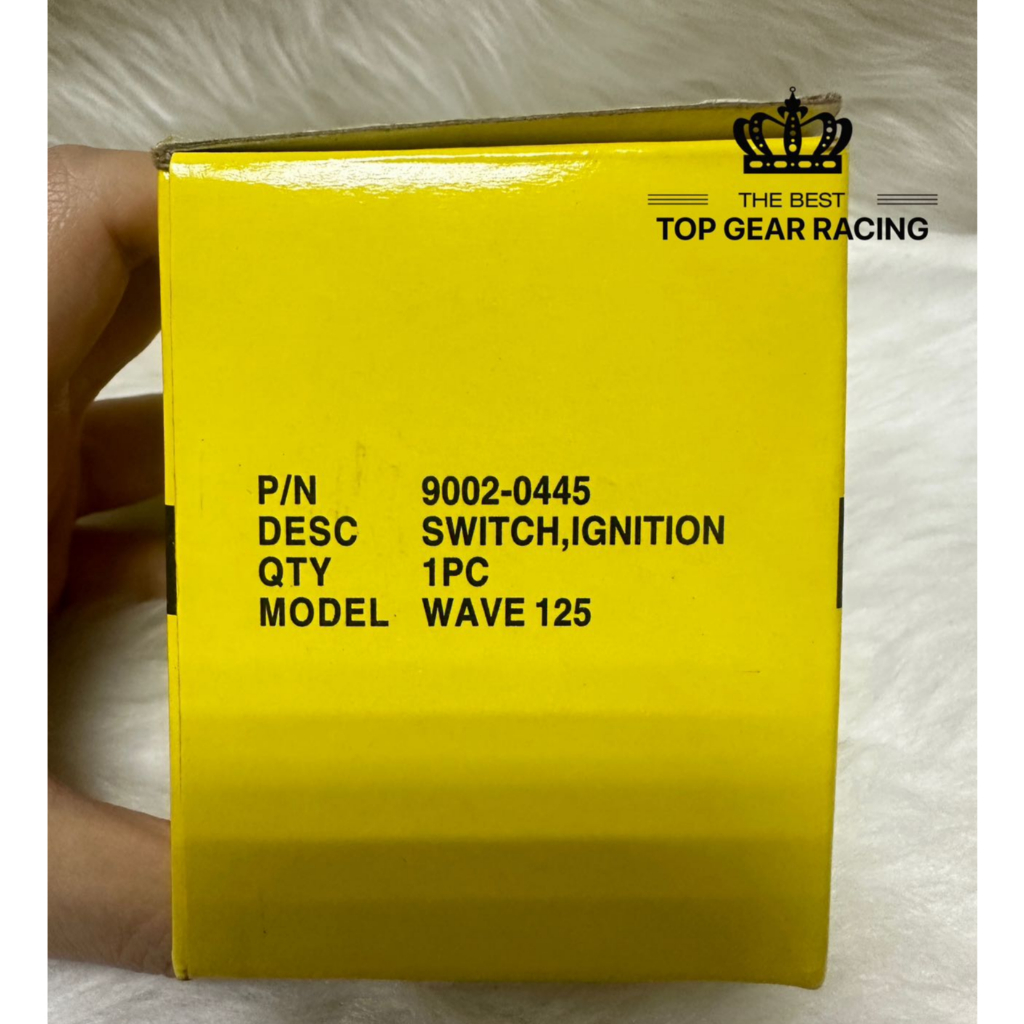 THE BEST
TOP GEAR RACING
P/N 9002-0445
DESC SWITCH,IGNITION
QTY 1PC
MODEL WAVE 125